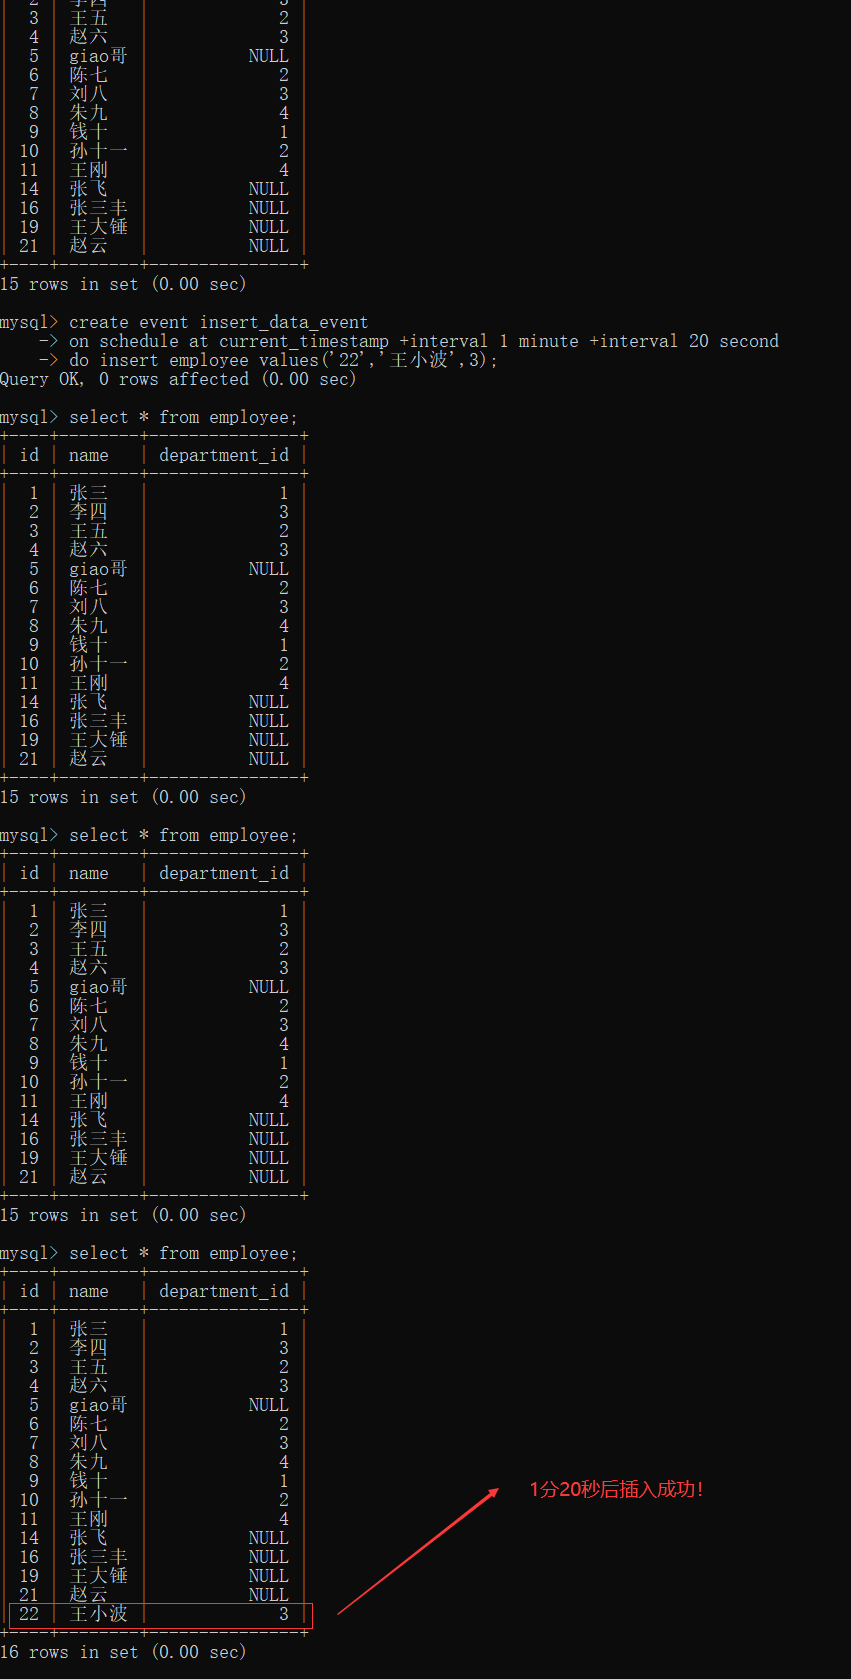 | 2 | 李四 | 3 |
| 3 | 王五 | 2 |
| 4 | 赵六 | 3 |
| 5 | giao哥 | NULL |
| 6 | 陈七 | 2 |
| 7 | 刘八 | 3 |
| 8 | 朱九 | 4 |
| 9 | 钱十 | 1 |
| 10 | 孙十一 | 2 |
| 11 | 王刚 | 4 |
| 14 | 张飞 | NULL |
| 16 | 张三丰 | NULL |
| 19 | 王大锤 | NULL |
| 21 | 赵云 | NULL |
+----+--------+---------------+
15 rows in set (0.00 sec)
mysql> create event insert_data_event
-> on schedule at current_timestamp +interval 1 minute +interval 20 second
-> do insert employee values('22','王小波',3);
Query OK, 0 rows affected (0.00 sec)
mysql> select * from employee;
+----+--------+---------------+
| id | name | department_id |
+----+--------+---------------+
| 1 | 张三 | 1 |
| 2 | 李四 | 3 |
| 3 | 王五 | 2 |
| 4 | 赵六 | 3 |
| 5 | giao哥 | NULL |
| 6 | 陈七 | 2 |
| 7 | 刘八 | 3 |
| 8 | 朱九 | 4 |
| 9 | 钱十 | 1 |
| 10 | 孙十一 | 2 |
| 11 | 王刚 | 4 |
| 14 | 张飞 | NULL |
| 16 | 张三丰 | NULL |
| 19 | 王大锤 | NULL |
| 21 | 赵云 | NULL |
+----+--------+---------------+
15 rows in set (0.00 sec)
mysql> select * from employee;
+----+--------+---------------+
| id | name | department_id |
+----+--------+---------------+
| 1 | 张三 | 1 |
| 2 | 李四 | 3 |
| 3 | 王五 | 2 |
| 4 | 赵六 | 3 |
| 5 | giao哥 | NULL |
| 6 | 陈七 | 2 |
| 7 | 刘八 | 3 |
| 8 | 朱九 | 4 |
| 9 | 钱十 | 1 |
| 10 | 孙十一 | 2 |
| 11 | 王刚 | 4 |
| 14 | 张飞 | NULL |
| 16 | 张三丰 | NULL |
| 19 | 王大锤 | NULL |
| 21 | 赵云 | NULL |
+----+--------+---------------+
15 rows in set (0.00 sec)
mysql> select * from employee;
+----+--------+---------------+
| id | name | department_id |
+----+--------+---------------+
| 1 | 张三 | 1 |
| 2 | 李四 | 3 |
| 3 | 王五 | 2 |
| 4 | 赵六 | 3 |
| 5 | giao哥 | NULL |
| 6 | 陈七 | 2 |
| 7 | 刘八 | 3 |
| 8 | 朱九 | 4 |
| 9 | 钱十 | 1 |
1分20秒后插入成功!
| 10 | 孙十一 | 2 |
| 11 | 王刚 | 4 |
| 14 | 张飞 | NULL |
| 16 | 张三丰 | NULL |
| 19 | 王大锤 | NULL |
| 21 | 赵云 | NULL |
| 22 | 王小波 | 3 |
+----+--------+---------------+
16 rows in set (0.00 sec)